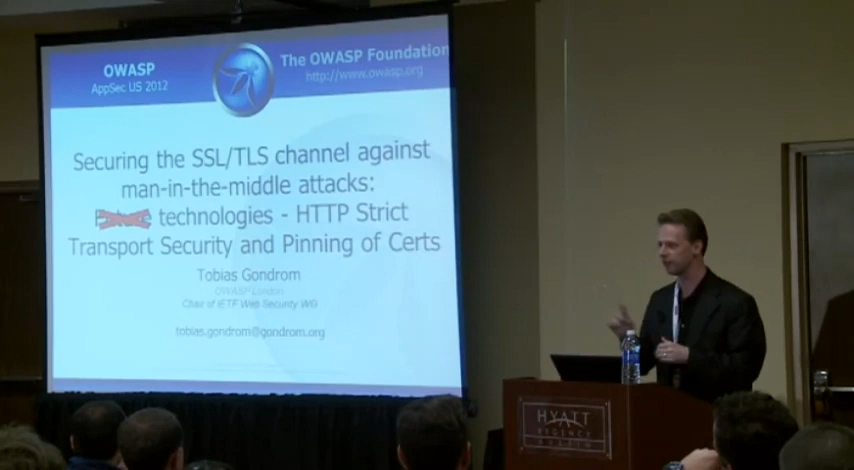 OWASP
AppSec US 2012
The OWASP Foundation
http://www.owasp.org
Securing the SSL/TLS channel against
man-in-the-middle attacks:
technologies - HTTP Strict
Transport Security and Pinning of Certs
Tobias Gondrom
OWASP London
Chair of IETF Web Security WG
tobias.gondrom@gondrom.org
HYATT
REGENCY
AUSTIN